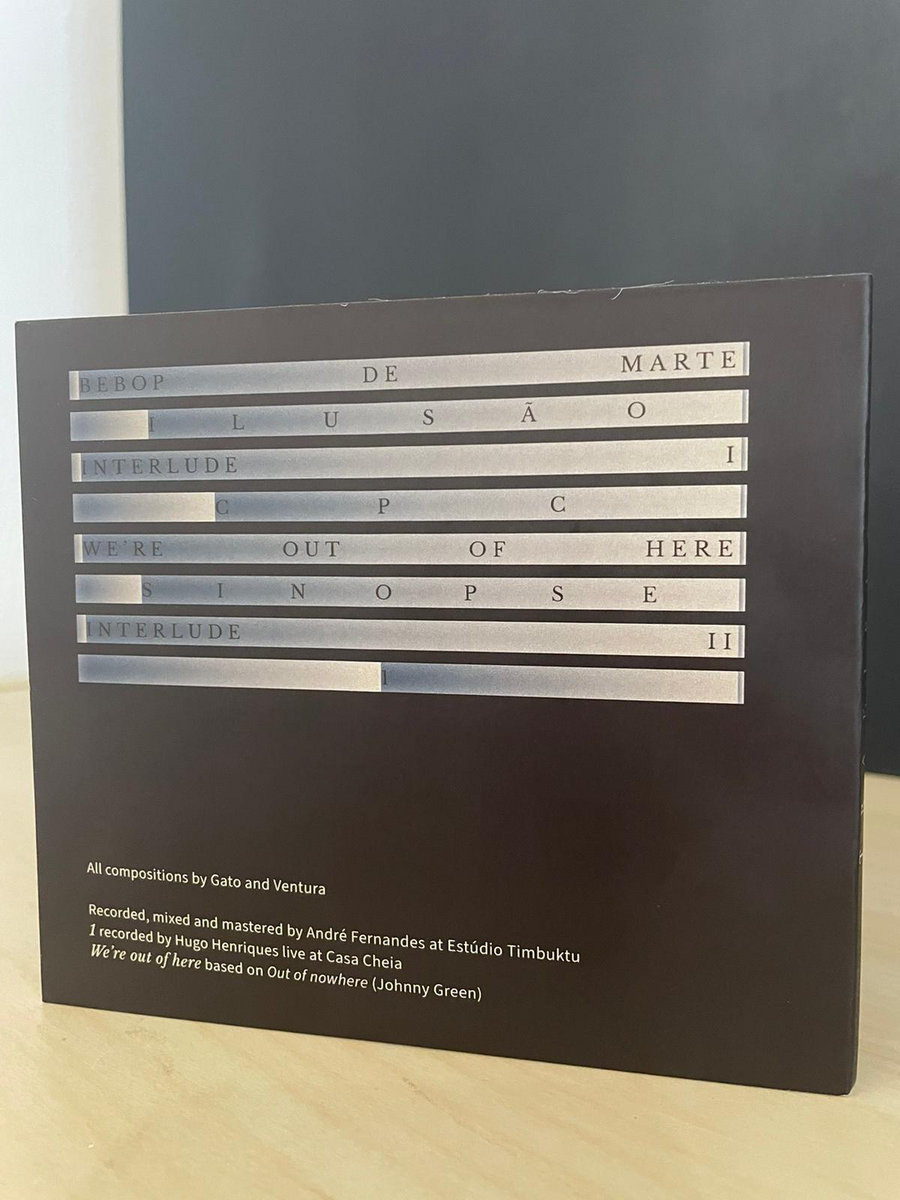 BEBOP DE MARTE
ILUSÃO
INTERLUDE I
CPC
WE'RE OUT OF HERE
SINOPSE
INTERLUDE II
1
All compositions by Gato and Ventura
Recorded, mixed and mastered by André Fernandes at Estúdio Timbuktu
1 recorded by Hugo Henriques live at Casa Cheia
We're out of here based on Out of nowhere (Johnny Green)